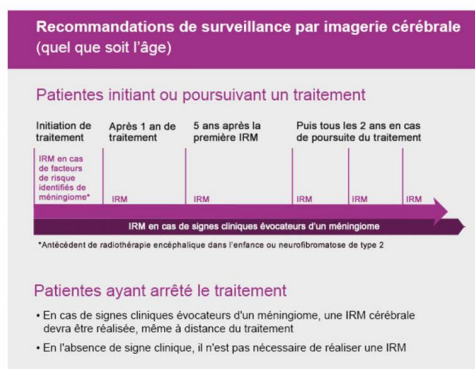 Recommandations de surveillance par imagerie cérébrale
(quel que soit l'âge)
Patientes initiant ou poursuivant un traitement
Initiation de traitement
Après 1 an de traitement
5 ans après la première IRM
Puis tous les 2 ans en cas de poursuite du traitement
IRM en cas
de facteurs
de risque
identifiés de
méningiome*
IRM
IRM
IRM
IRM
IRM
IRM en cas de signes cliniques évocateurs d'un méningiome
*Antécédent de radiothérapie encéphalique dans l'enfance ou neurofibromatose de type 2
Patientes ayant arrêté le traitement
• En cas de signes cliniques évocateurs d'un méningiome, une IRM cérébrale
devra être réalisée, même à distance du traitement
• En l'absence de signe clinique, il n'est pas nécessaire de réaliser une IRM